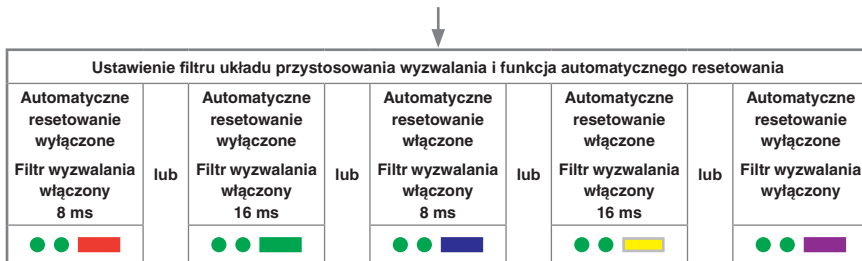 Ustawienie filtru układu przystosowania wyzwalania i funkcja automatycznego resetowania
Automatyczne
resetowanie
wyłączone
Filtr wyzwalania
włączony
8 ms
lub
Automatyczne
resetowanie
wyłączone
Filtr wyzwalania
włączony
16 ms
lub
Automatyczne
resetowanie
włączone
Filtr wyzwalania
włączony
8 ms
lub
Automatyczne
resetowanie
włączone
Filtr wyzwalania
włączony
16 ms
lub
Automatyczne
resetowanie
wyłączone
Filtr wyzwalania
wyłączony